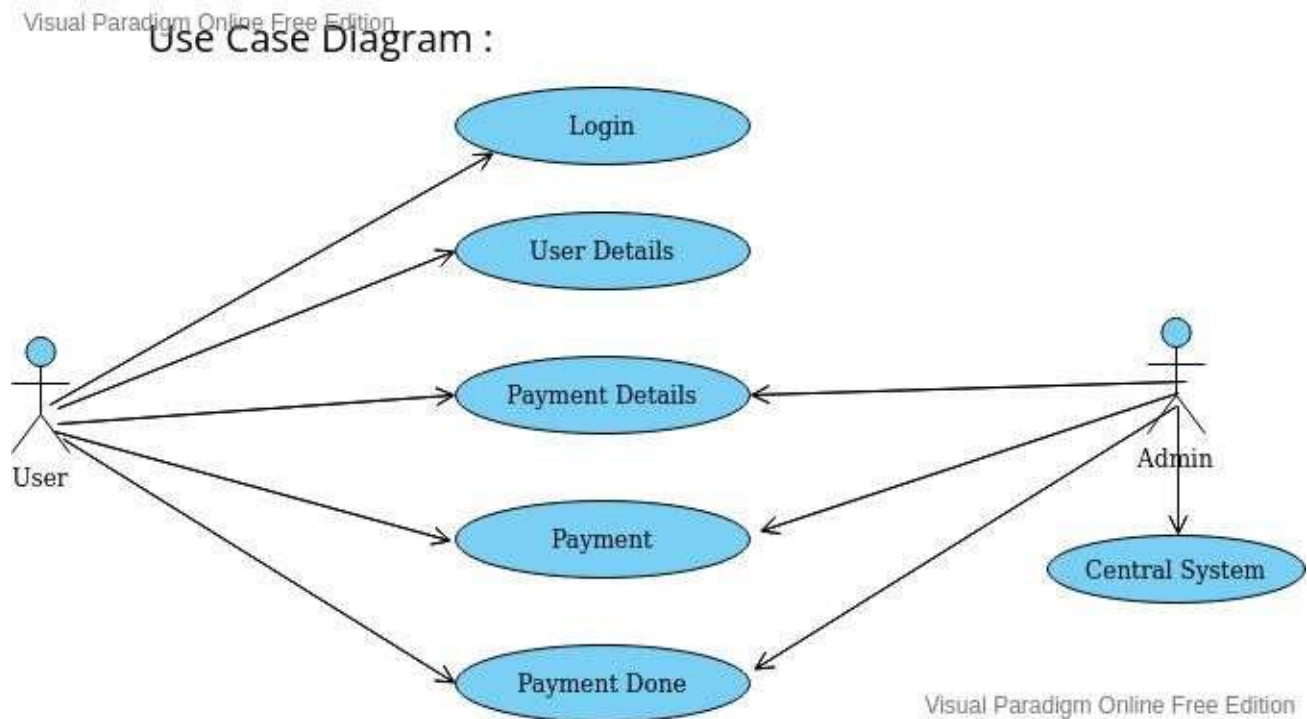 Visual Paradigm Online Free Edition
Use Case Diagram :
Login
User Details
Payment Details
User
Admin
Payment
Central System
Payment Done
Visual Paradigm Online Free Edition